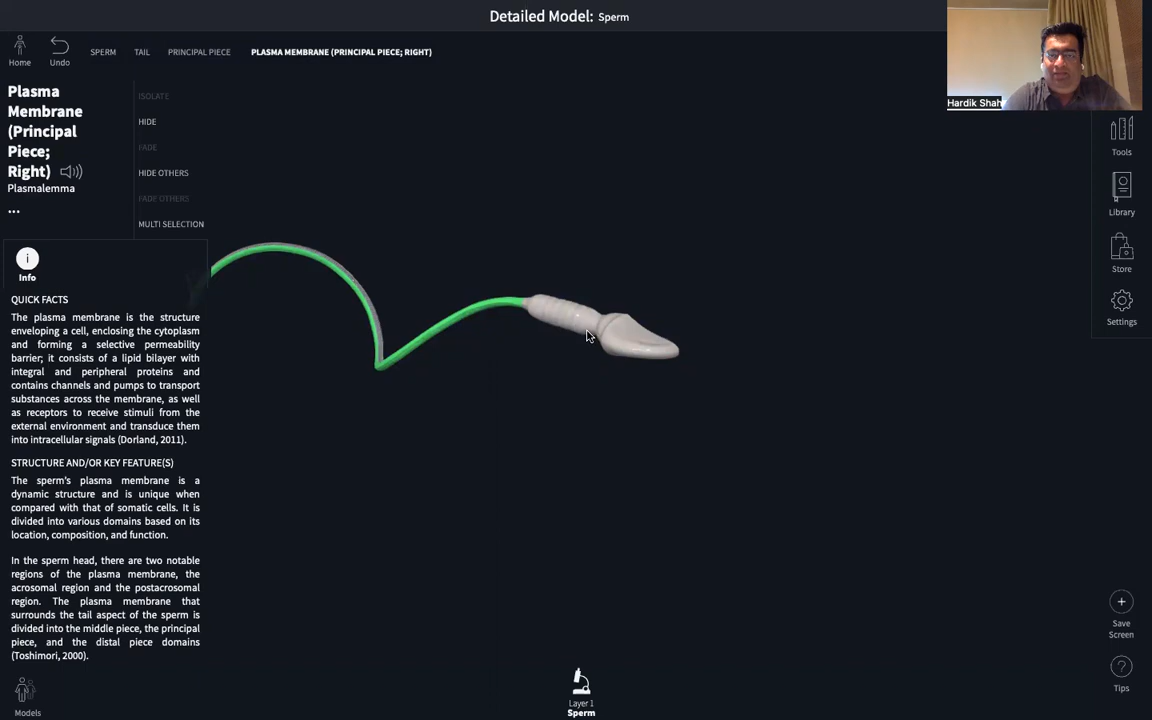 Detailed Model: Sperm
Home
Undo
SPERM
TAIL
PRINCIPAL PIECE
PLASMA MEMBRANE (PRINCIPAL PIECE; RIGHT)
Hardik Shah
Plasma
Membrane
(Principal
Piece;
Right)
Plasmalemma
...
ISOLATE
HIDE
FADE
HIDE OTHERS
FADE OTHERS
MULTI SELECTION
i
Info
QUICK FACTS
The plasma membrane is the structure
enveloping a cell, enclosing the cytoplasm
and forming a selective permeability
barrier; it consists of a lipid bilayer with
integral and peripheral proteins and
contains channels and pumps to transport
substances across the membrane, as well
as receptors to receive stimuli from the
external environment and transduce them
into intracellular signals (Dorland, 2011).
STRUCTURE AND/OR KEY FEATURE(S)
The sperm's plasma membrane is a
dynamic structure and is unique when
compared with that of somatic cells. It is
divided into various domains based on its
location, composition, and function.
In the sperm head, there are two notable
regions of the plasma membrane, the
acrosomal region and the postacrosomal
region. The plasma membrane that
surrounds the tail aspect of the sperm is
divided into the middle piece, the principal
piece, and the distal piece domains
(Toshimori, 2000).
Models
Layer 1
Sperm
Tools
Library
Store
Settings
Save
Screen
?
Tips